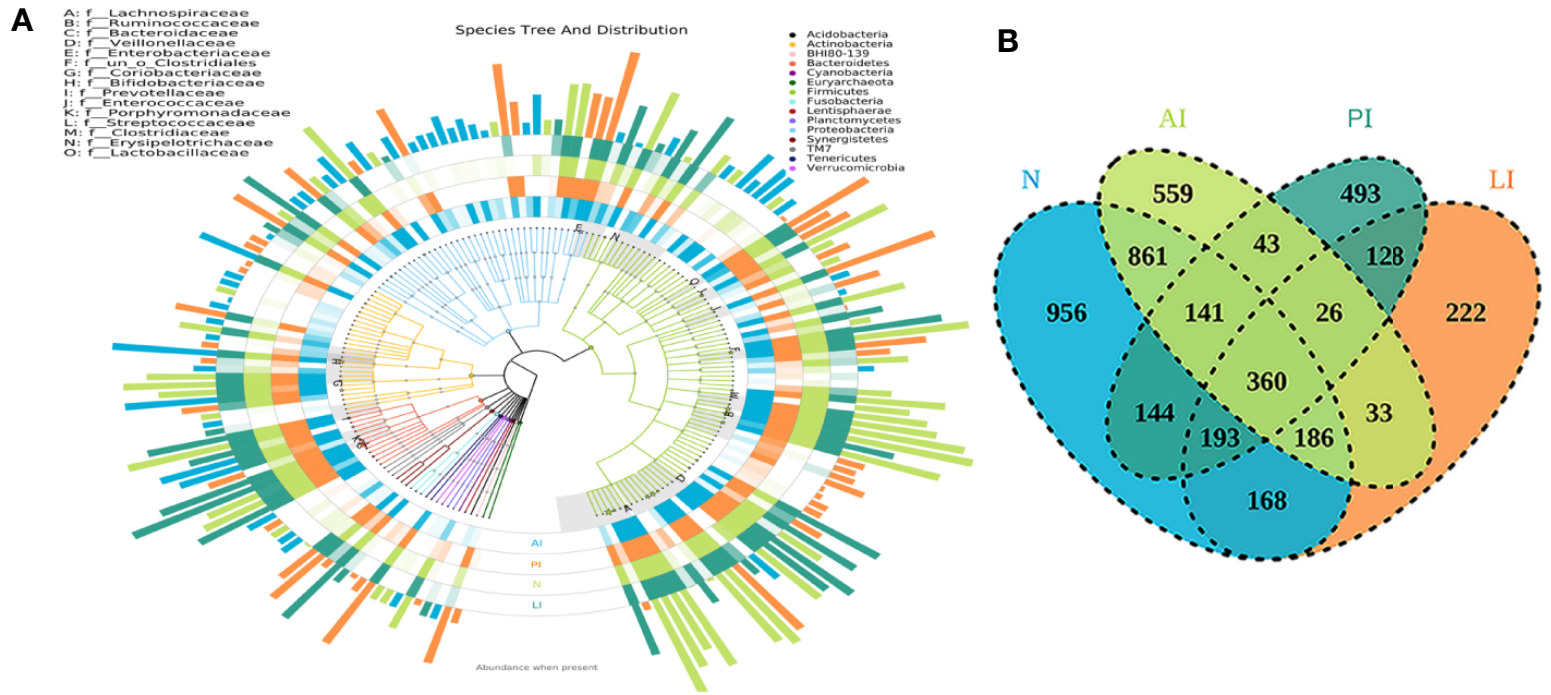 A
A: f__Lachnospiraceae
B: f__Ruminococcaceae
C: f__Bacteroidaceae
D: f__Veillonellaceae
E: f__Enterobacteriaceae
F: f__un_o_Clostridiales
G: f__Coriobacteriaceae
H: f__Bifidobacteriaceae
I: f__Prevotellaceae
J: f__Enterococcaceae
K: f__Porphyromonadaceae
L: f__Streptococcaceae
M: f__Clostridiaceae
N: f__Erysipelotrichaceae
O: f__Lactobacillaceae
Species Tree And Distribution
Acidobacteria
Actinobacteria
BHI80-139
Bacteroidetes
Cyanobacteria
Euryarchaeota
Firmicutes
Fusobacteria
Lentisphaerae
Planctomycetes
Proteobacteria
Synergistetes
TM7
Tenericutes
Verrucomicrobia
E
N
O
J
F
M
B
D
A
H
G
I
K
AI
PI
N
LI
Abundance when present
B
AI
PI
N
LI
559
493
43
861
128
956
141
26
222
360
144
33
193
186
168